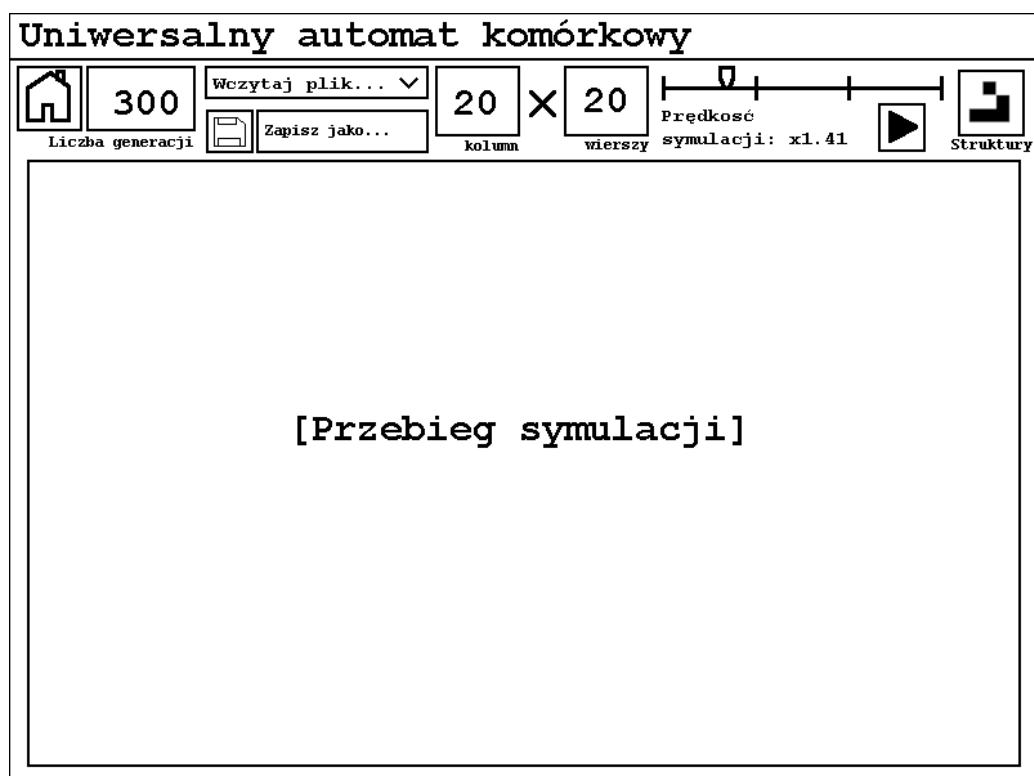 Uniwersalny automat komórkowy
300
Liczba generacji
Wczytaj plik...
Zapisz jako...
20
kolumn
20
wierszy
Prędkosć
symulacji: x1.41
Struktury
[Przebieg symulacji]